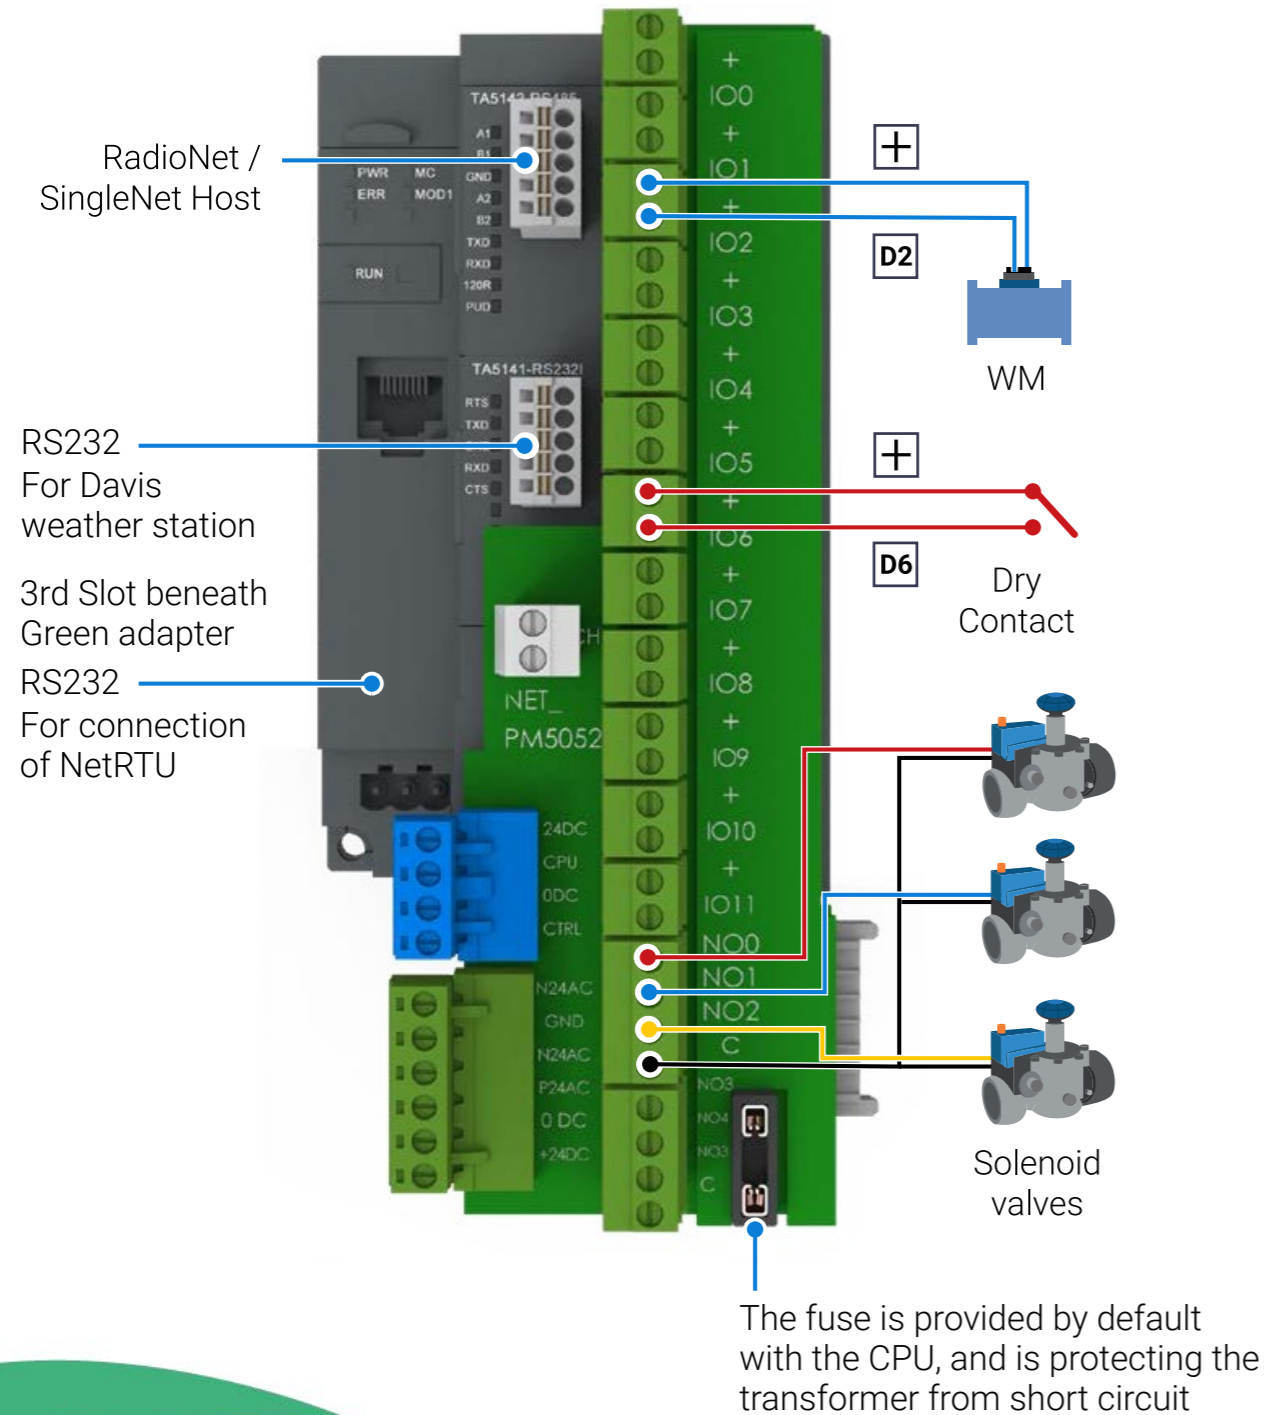 RadioNet /
SingleNet Host
RS232
For Davis
weather station
3rd Slot beneath
Green adapter
RS232
For connection
of NetRTU
PWR MC
ERR MOD1
RUN
TA5142-RS485
A1
B1
GND
A2
B2
TXD
RXD
120R
PUD
TA5141-RS232I
RTS
TXD
RXD
CTS
CH
NET_
PM5052
24DC
CPU
0DC
CTRL
N24AC
GND
N24AC
P24AC
0 DC
+24DC
+
IO0
+
IO1
+
IO2
+
IO3
+
IO4
+
IO5
+
IO6
+
IO7
+
IO8
+
IO9
+
IO10
+
IO11
NO0
NO1
NO2
C
NO3
NO4
NO3
C
+
D2
WM
+
D6
Dry
Contact
Solenoid
valves
The fuse is provided by default
with the CPU, and is protecting the
transformer from short circuit